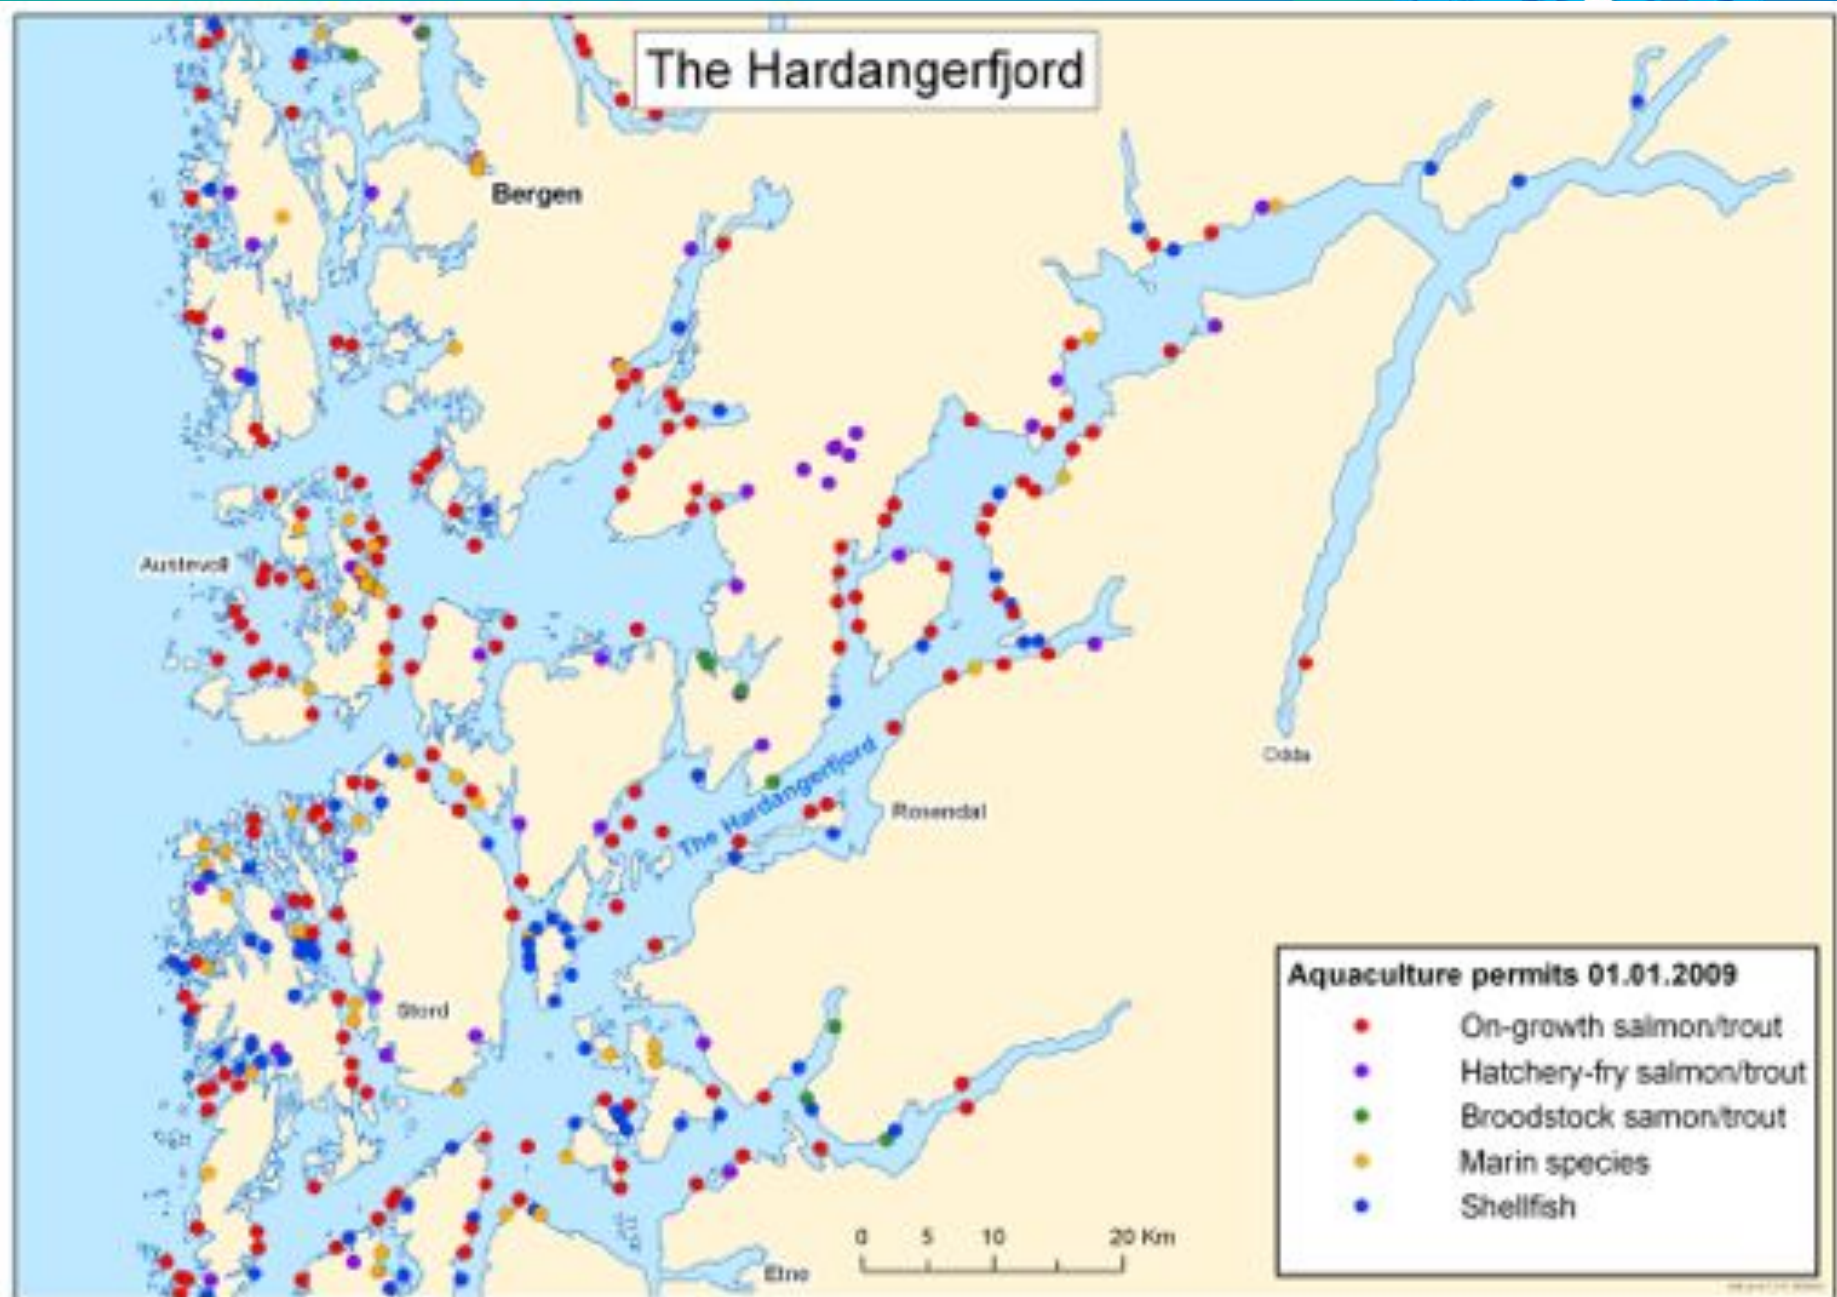 The Hardangerfjord
Bergen
Austevoll
Odda
The Hardangerfjord
Rosendal
Stord
Etne
0 5 10 20 Km
Aquaculture permits 01.01.2009
On-growth salmon/trout
Hatchery-fry salmon/trout
Broodstock samon/trout
Marin species
Shellfish